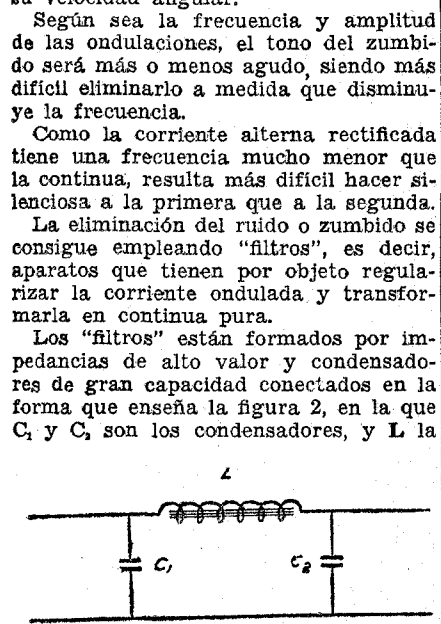 su velocidad angular.
Según sea la frecuencia y amplitud
de las ondulaciones, el tono del zumbi-
do será más o menos agudo, siendo más
difícil eliminarlo a medida que disminu-
ye la frecuencia.
Como la corriente alterna rectificada
tiene una frecuencia mucho menor que
la continua, resulta más difícil hacer si-
lenciosa a la primera que a la segunda.
La eliminación del ruido o zumbido se
consigue empleando "filtros", es decir,
aparatos que tienen por objeto regula-
rizar la corriente ondulada y transfor-
marla en continua pura.
Los "filtros" están formados por im-
pedancias de alto valor y condensado-
res de gran capacidad conectados en la
forma que enseña la figura 2, en la que
C₁ y C₂ son los condensadores, y L la
L
C₁
C₂